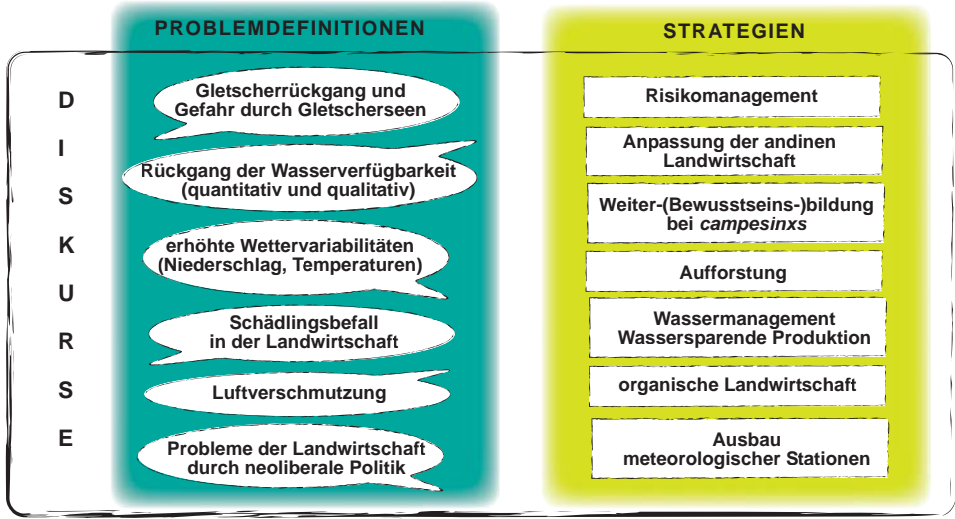 PROBLEMDEFINITIONEN
STRATEGIEN
DISKURSE
Gletscherrückgang und
Gefahr durch Gletscherseen
Rückgang der Wasserverfügbarkeit
(quantitativ und qualitativ)
erhöhte Wettervariabilitäten
(Niederschlag, Temperaturen)
Schädlingsbefall
in der Landwirtschaft
Luftverschmutzung
Probleme der Landwirtschaft
durch neoliberale Politik
Risikomanagement
Anpassung der andinen
Landwirtschaft
Weiter-(Bewusstseins-)bildung
bei campesinxs
Aufforstung
Wassermanagement
Wassersparende Produktion
organische Landwirtschaft
Ausbau
meteorologischer Stationen